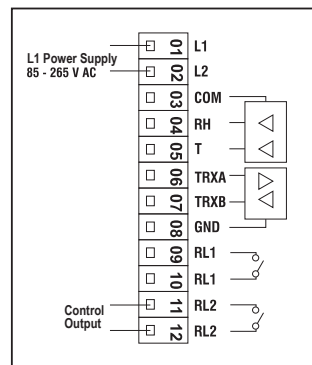 L1 Power Supply
85 - 265 V AC
01 L1
02 L2
03 COM
04 RH
05 T
06 TRXA
07 TRXB
08 GND
09 RL1
10 RL1
Control
Output
11 RL2
12 RL2